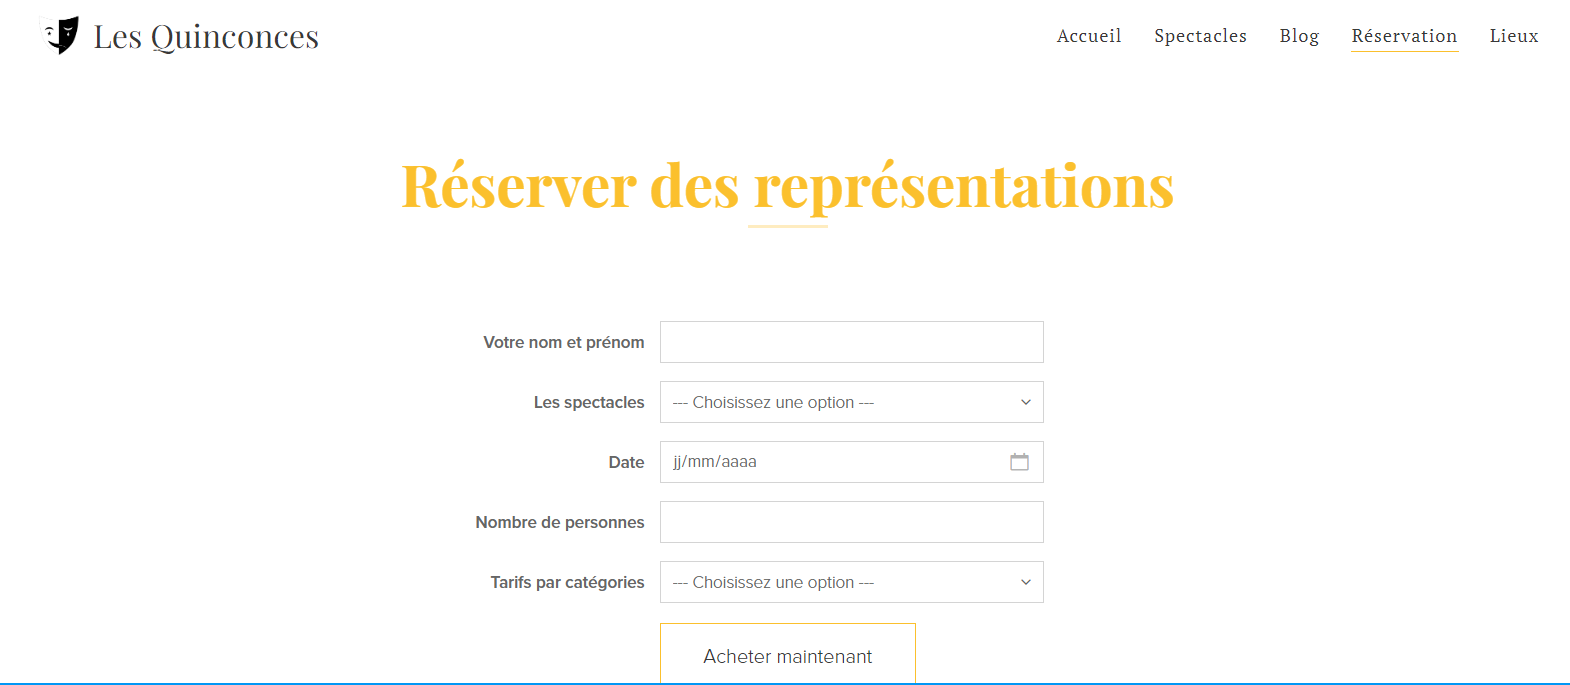 Les Quinconces
Accueil Spectacles Blog Réservation Lieux
Réserver des représentations
Votre nom et prénom
Les spectacles --- Choisissez une option ---
Date jj/mm/aaaa
Nombre de personnes
Tarifs par catégories --- Choisissez une option ---
Acheter maintenant